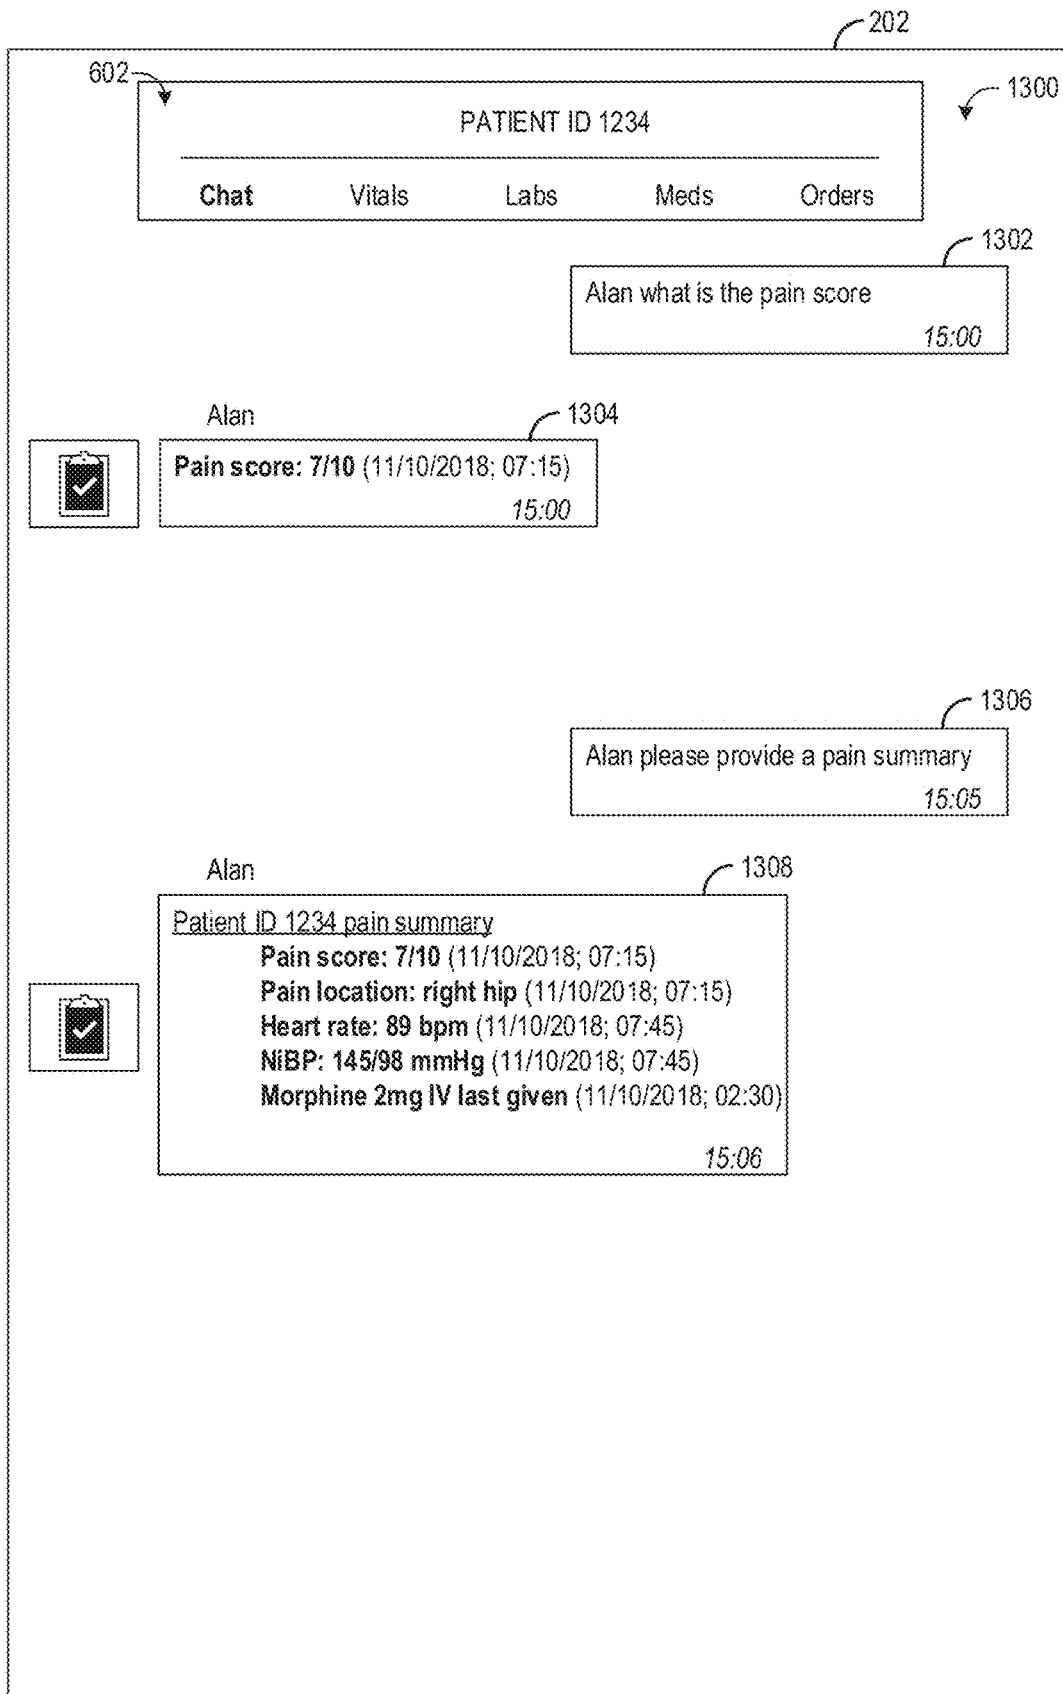 202
602
1300
PATIENT ID 1234
Chat Vitals Labs Meds Orders
1302
Alan what is the pain score
15:00
Alan
1304
Pain score: 7/10 (11/10/2018; 07:15)
15:00
1306
Alan please provide a pain summary
15:05
Alan
1308
Patient ID 1234 pain summary
Pain score: 7/10 (11/10/2018; 07:15)
Pain location: right hip (11/10/2018; 07:15)
Heart rate: 89 bpm (11/10/2018; 07:45)
NiBP: 145/98 mmHg (11/10/2018; 07:45)
Morphine 2mg IV last given (11/10/2018; 02:30)
15:06